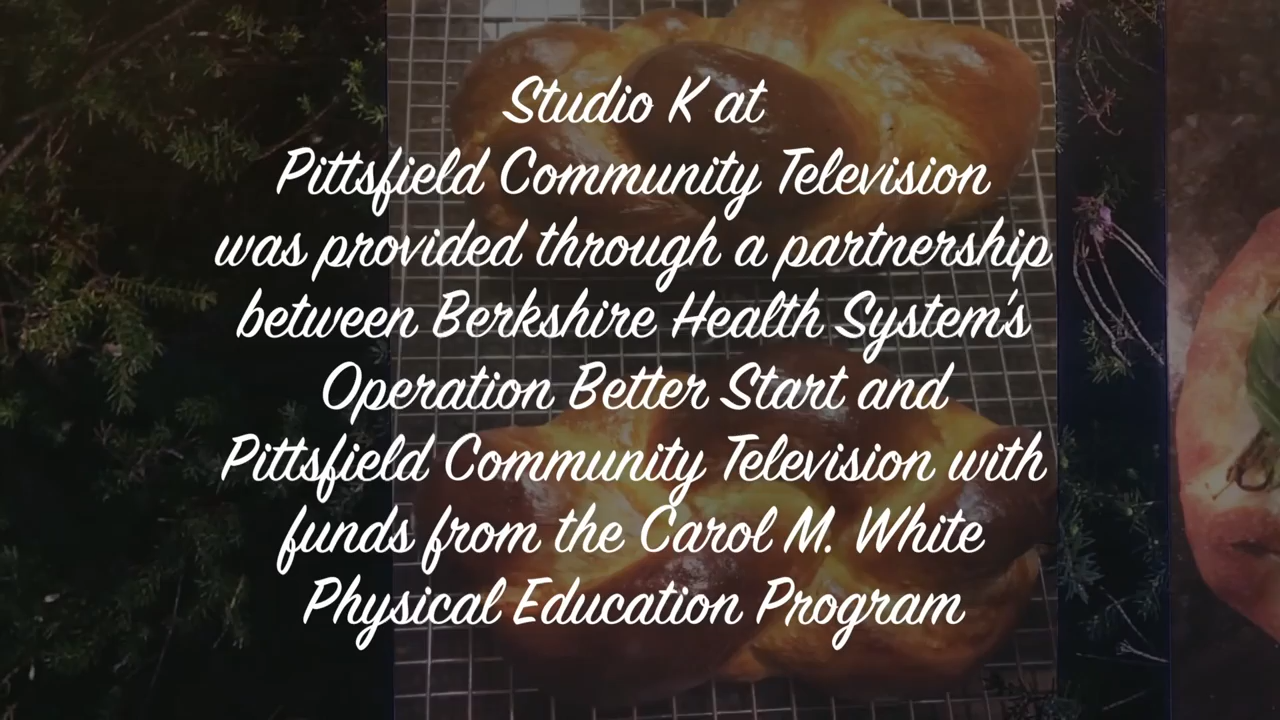 Studio K at
Pittsfield Community Television
was provided through a partnership
between Berkshire Health System's
Operation Better Start and
Pittsfield Community Television with
funds from the Carol M. White
Physical Education Program